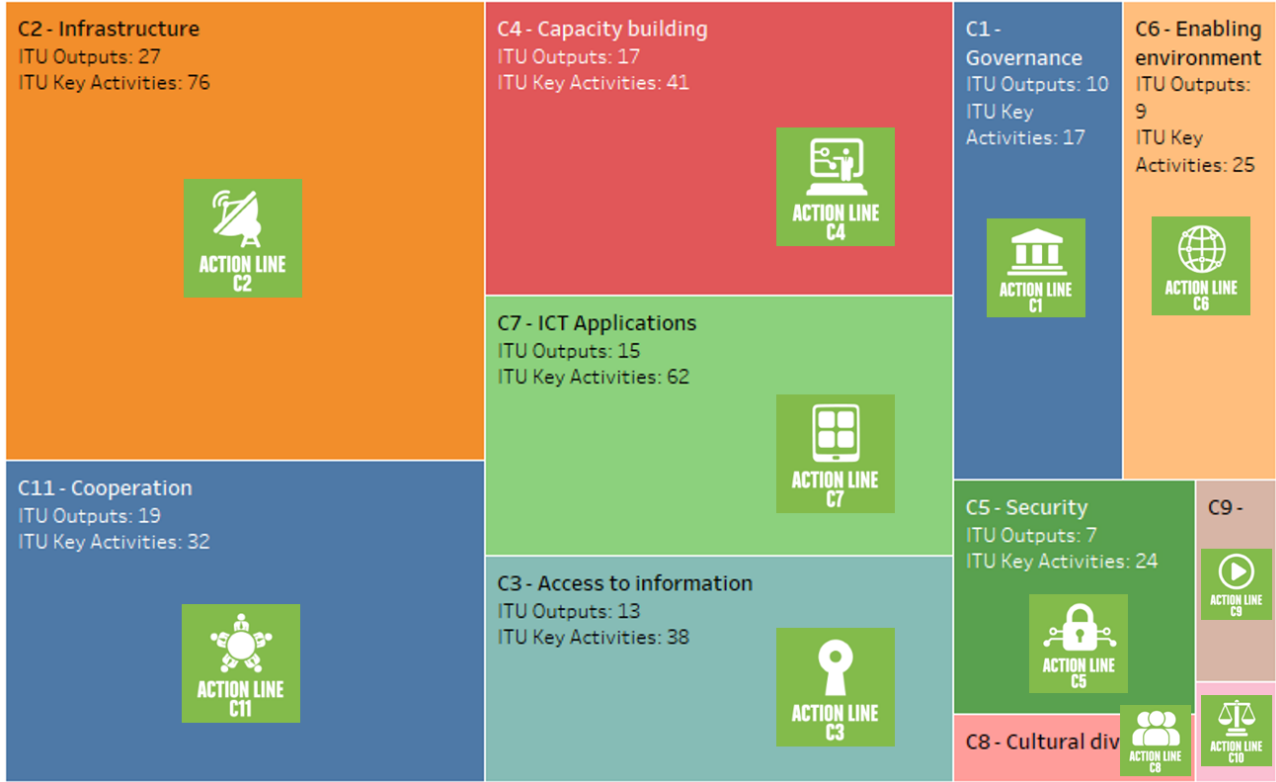 C2 - Infrastructure
ITU Outputs: 27
ITU Key Activities: 76
ACTION LINE
C2
C11 - Cooperation
ITU Outputs: 19
ITU Key Activities: 32
ACTION LINE
C11
C4 - Capacity building
ITU Outputs: 17
ITU Key Activities: 41
ACTION LINE
C4
C7 - ICT Applications
ITU Outputs: 15
ITU Key Activities: 62
ACTION LINE
C7
C3 - Access to information
ITU Outputs: 13
ITU Key Activities: 38
ACTION LINE
C3
C1 -
Governance
ITU Outputs: 10
ITU Key
Activities: 17
ACTION LINE
C1
C6 - Enabling
environment
ITU Outputs:
9
ITU Key
Activities: 25
ACTION LINE
C6
C5 - Security
ITU Outputs: 7
ITU Key Activities: 24
ACTION LINE
C5
C9 -
ACTION LINE
C9
C8 - Cultural div
ACTION LINE
C8
ACTION LINE
C10